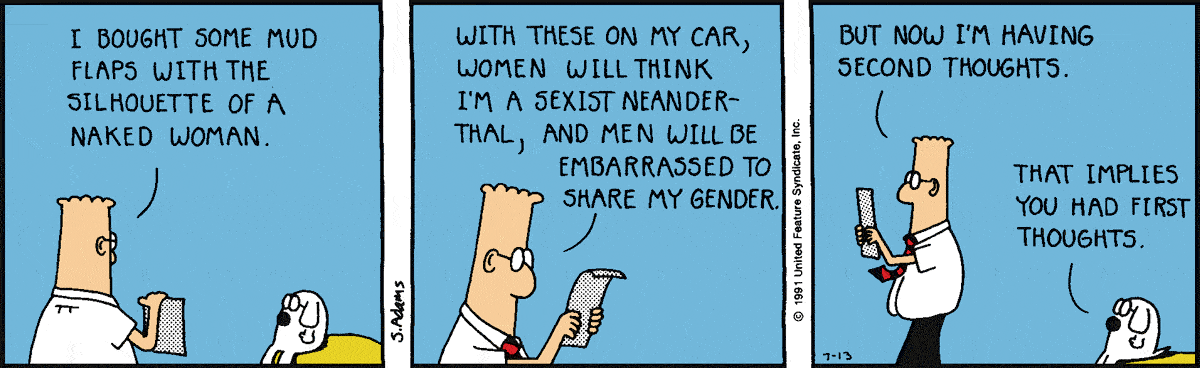 I BOUGHT SOME MUD
FLAPS WITH THE
SILHOUETTE OF A
NAKED WOMAN.
S.Adams
WITH THESE ON MY CAR,
WOMEN WILL THINK
I'M A SEXIST NEANDER-
THAL, AND MEN WILL BE
EMBARRASSED TO
SHARE MY GENDER.
© 1991 United Feature Syndicate, Inc.
BUT NOW I'M HAVING
SECOND THOUGHTS.
THAT IMPLIES
YOU HAD FIRST
THOUGHTS.
7-13